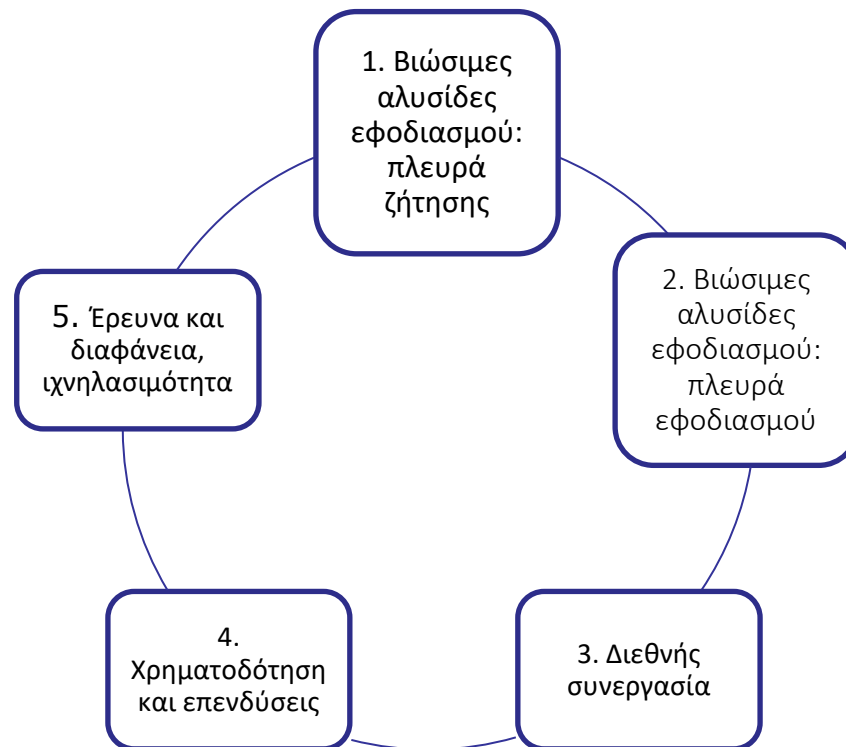 1. Βιώσιμες
αλυσίδες
εφοδιασμού:
πλευρά
ζήτησης
2. Βιώσιμες
αλυσίδες
εφοδιασμού:
πλευρά
εφοδιασμού
3. Διεθνής
συνεργασία
4.
Χρηματοδότηση
και επενδύσεις
5. Έρευνα και
διαφάνεια,
ιχνηλασιμότητα